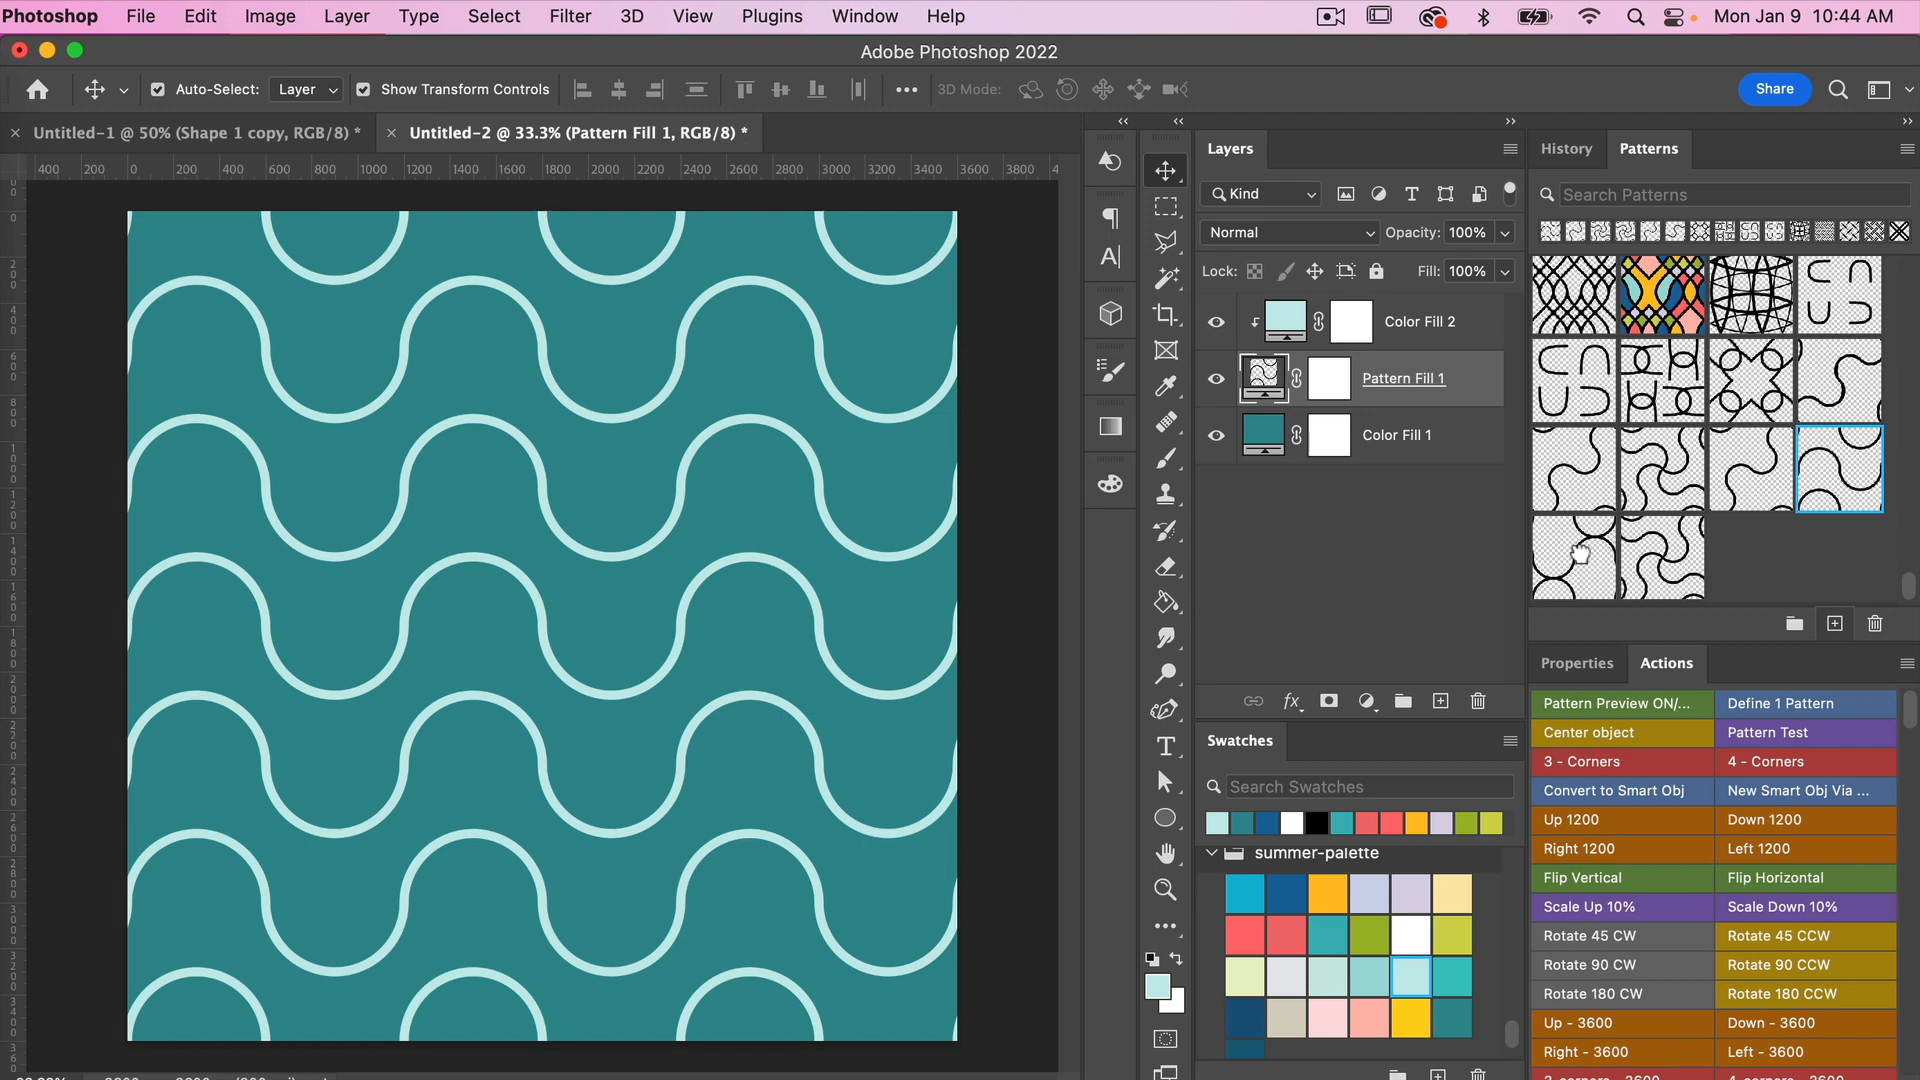 Photoshop File Edit Image Layer Type Select Filter 3D View Plugins Window Help Mon Jan 9 10:44 AM
Adobe Photoshop 2022
Auto-Select: Layer Show Transform Controls 3D Mode: Share
Untitled-1 @ 50% (Shape 1 copy, RGB/8) * Untitled-2 @ 33.3% (Pattern Fill 1, RGB/8) *
400 200 0 200 400 600 800 1000 1200 1400 1600 1800 2000 2200 2400 2600 2800 3000 3200 3400 3600 3800 4
Layers
Kind
Normal Opacity: 100%
Lock: Fill: 100%
Color Fill 2
Pattern Fill 1
Color Fill 1
fx
Swatches
Search Swatches
summer-palette
History Patterns
Search Patterns
Properties Actions
Pattern Preview ON/... Define 1 Pattern
Center object Pattern Test
3 - Corners 4 - Corners
Convert to Smart Obj New Smart Obj Via ...
Up 1200 Down 1200
Right 1200 Left 1200
Flip Vertical Flip Horizontal
Scale Up 10% Scale Down 10%
Rotate 45 CW Rotate 45 CCW
Rotate 90 CW Rotate 90 CCW
Rotate 180 CW Rotate 180 CCW
Up - 3600 Down - 3600
Right - 3600 Left - 3600